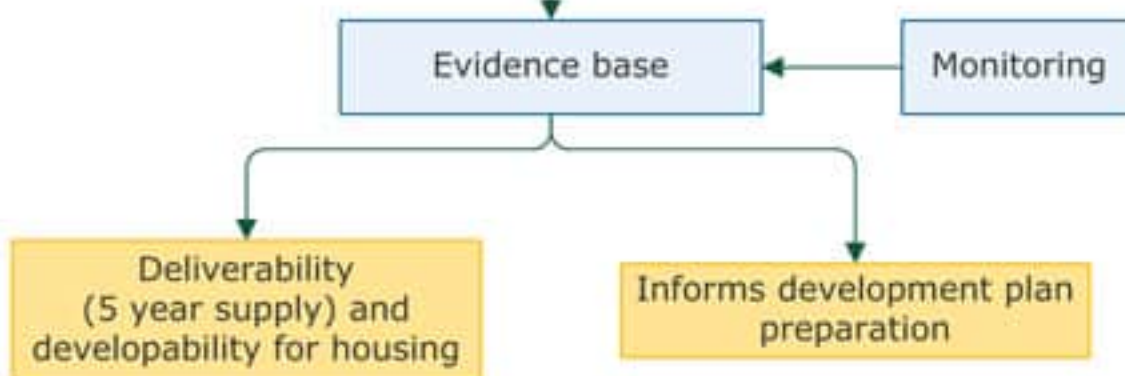 Evidence base
Monitoring
Deliverability
(5 year supply) and
developability for housing
Informs development plan
preparation